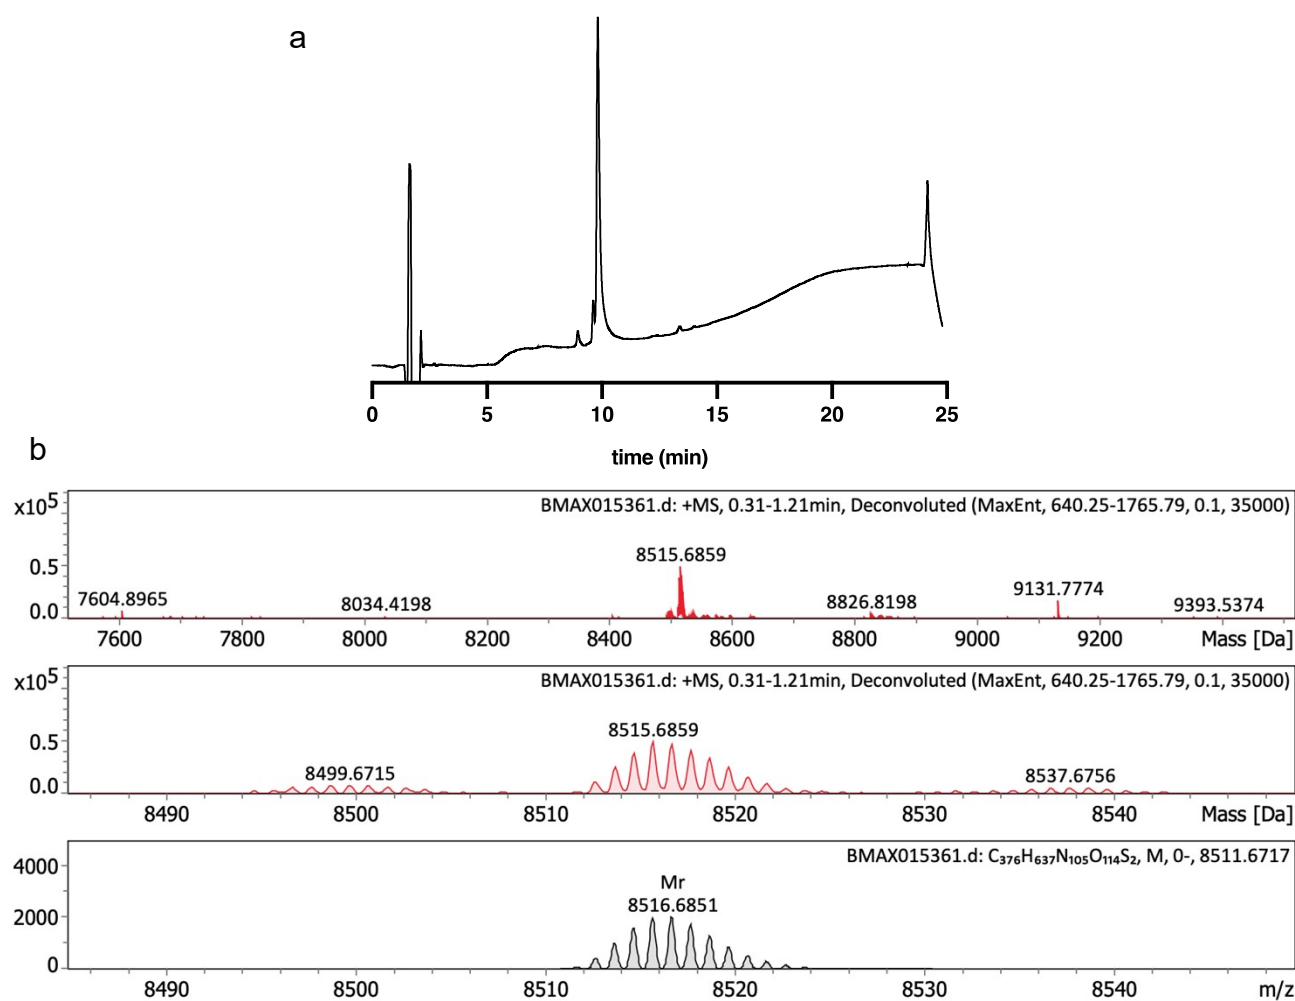 a
0 5 10 15 20 25
time (min)
b
x10⁵
BMAX015361.d: +MS, 0.31-1.21min, Deconvoluted (MaxEnt, 640.25-1765.79, 0.1, 35000)
8515.6859
0.5
7604.8965 8034.4198 8826.8198 9131.7774 9393.5374
0.0
7600 7800 8000 8200 8400 8600 8800 9000 9200 Mass [Da]
x10⁵
BMAX015361.d: +MS, 0.31-1.21min, Deconvoluted (MaxEnt, 640.25-1765.79, 0.1, 35000)
8515.6859
0.5
8499.6715 8537.6756
0.0
8490 8500 8510 8520 8530 8540 Mass [Da]
BMAX015361.d: C₃₇₆H₆₃₇N₁₀₅O₁₁₄S₂, M, 0-, 8511.6717
4000
Mr
8516.6851
2000
0
8490 8500 8510 8520 8530 8540 m/z